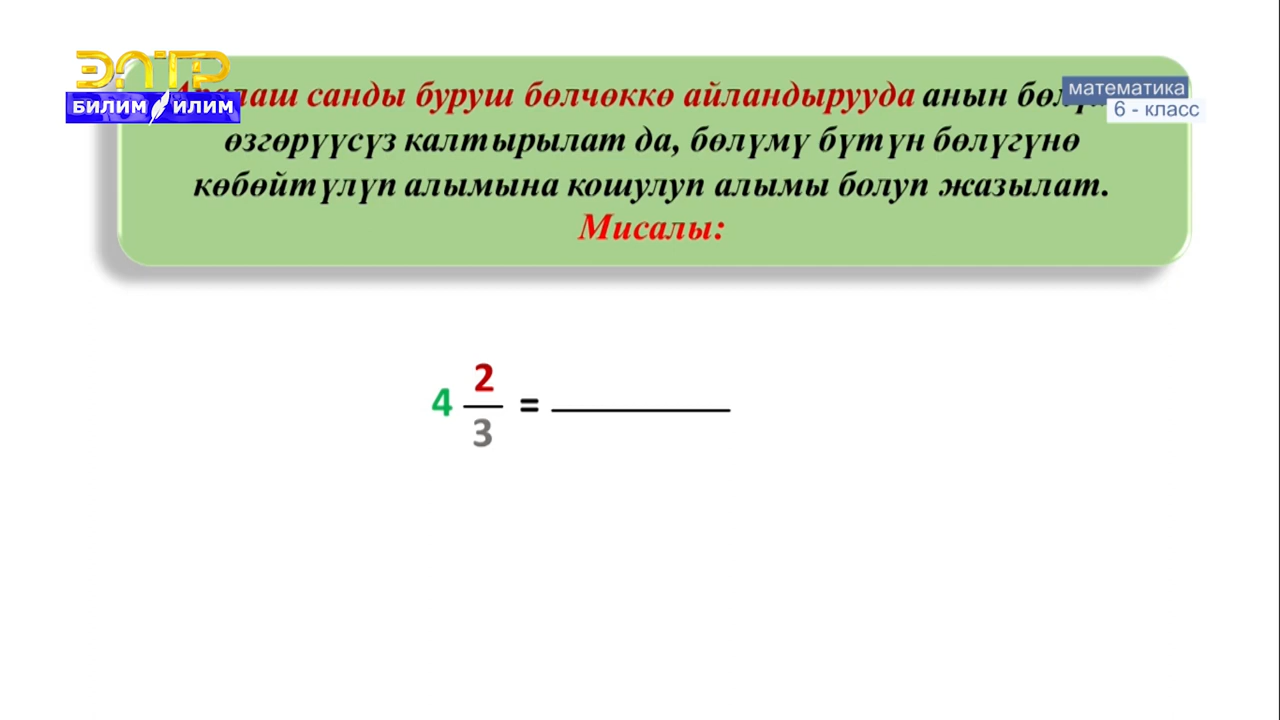 ЭЛТР
БИЛИМ ИЛИМ
математика
6 - класс
санды буруш бөлчөккө айландырууда анын
өзгөрүүсүз калтырылат да, бөлүмү бүтүн бөлүгүнө
көбөйтүлүп алымына кошулуп алымы болуп жазылат.
Мисалы:
4 2/3 = ________